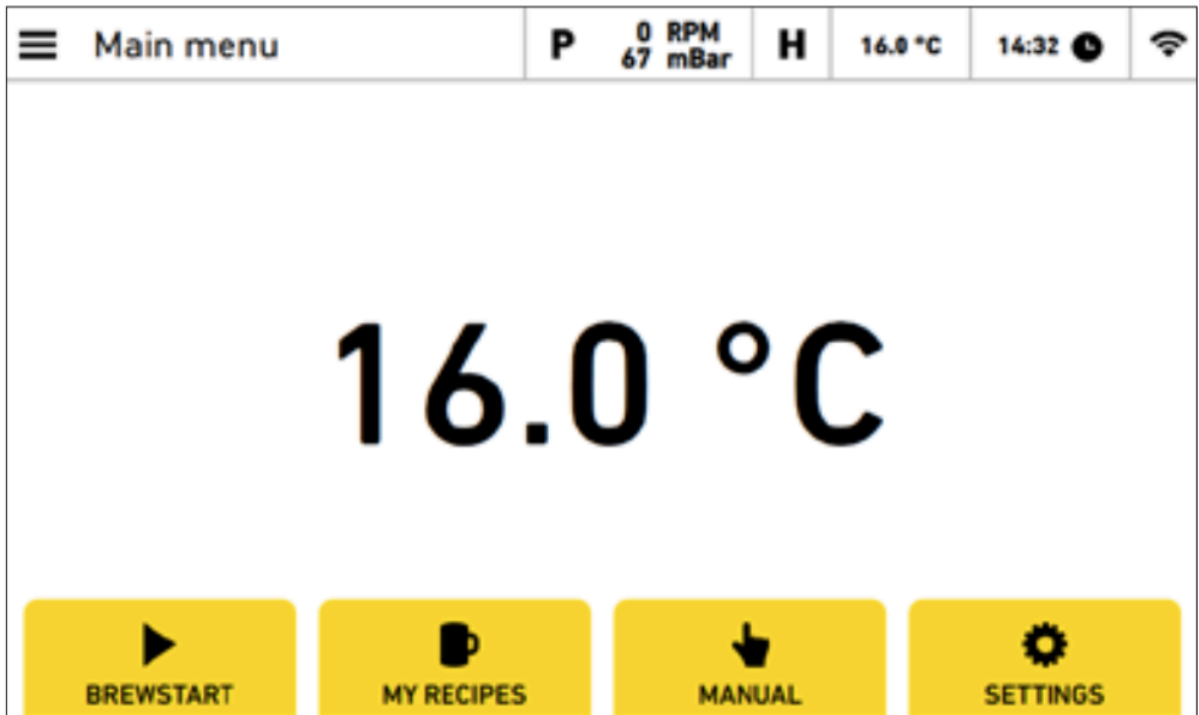 Main menu
P
0 RPM
67 mBar
H
16.0 °C
14:32
16.0 °C
BREWSTART
MY RECIPES
MANUAL
SETTINGS